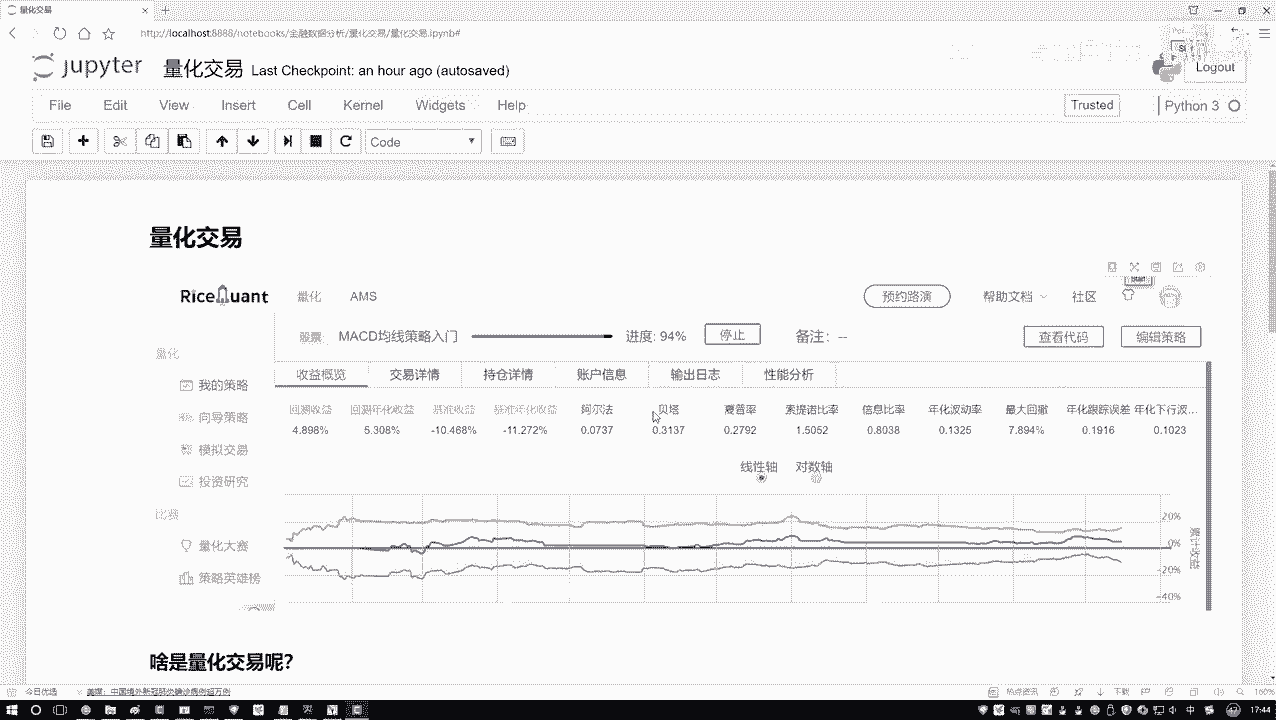 量化交易
http://localhost:8888/notebooks/金融数据分析/量化交易/量化交易.ipynb#
jupyter 量化交易 Last Checkpoint: an hour ago (autosaved)
Logout
File Edit View Insert Cell Kernel Widgets Help
Trusted Python 3
Code
量化交易
RiceQuant 量化 AMS 预约路演 帮助文档 社区
股票 MACD均线策略入门 进度: 94% 停止 备注: -- 查看代码 编辑策略
量化
收益概览 交易详情 持仓详情 账户信息 输出日志 性能分析
我的策略
向导策略
模拟交易
投资研究
比赛
量化大赛
策略英雄榜
回测收益 回测年化收益 基准收益 基准年化收益 阿尔法 贝塔 夏普率 索提诺比率 信息比率 年化波动率 最大回撤 年化跟踪误差 年化下行波...
4.898% 5.308% -10.468% -11.272% 0.0737 0.3137 0.2792 1.5052 0.8038 0.1325 7.894% 0.1916 0.1023
线性轴 对数轴
20%
0%
-20%
-40%
啥是量化交易呢?
今日优选
热点资讯 下载 100%
中 17:44